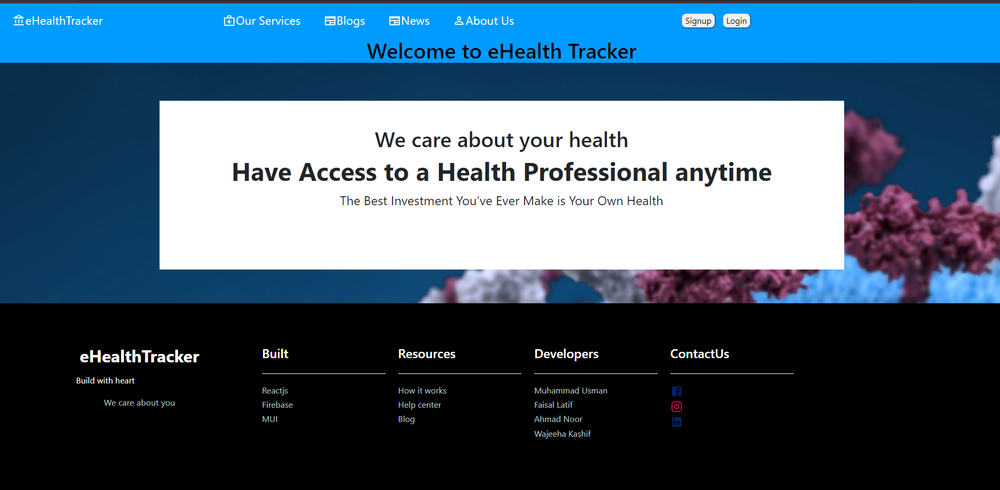 eHealthTracker Our Services Blogs News About Us Signup Login
Welcome to eHealth Tracker
We care about your health
Have Access to a Health Professional anytime
The Best Investment You've Ever Make is Your Own Health
eHealthTracker
Build with heart
We care about you
Built
Reactjs
Firebase
MUI
Resources
How it works
Help center
Blog
Developers
Muhammad Usman
Faisal Latif
Ahmad Noor
Wajeeha Kashif
ContactUs